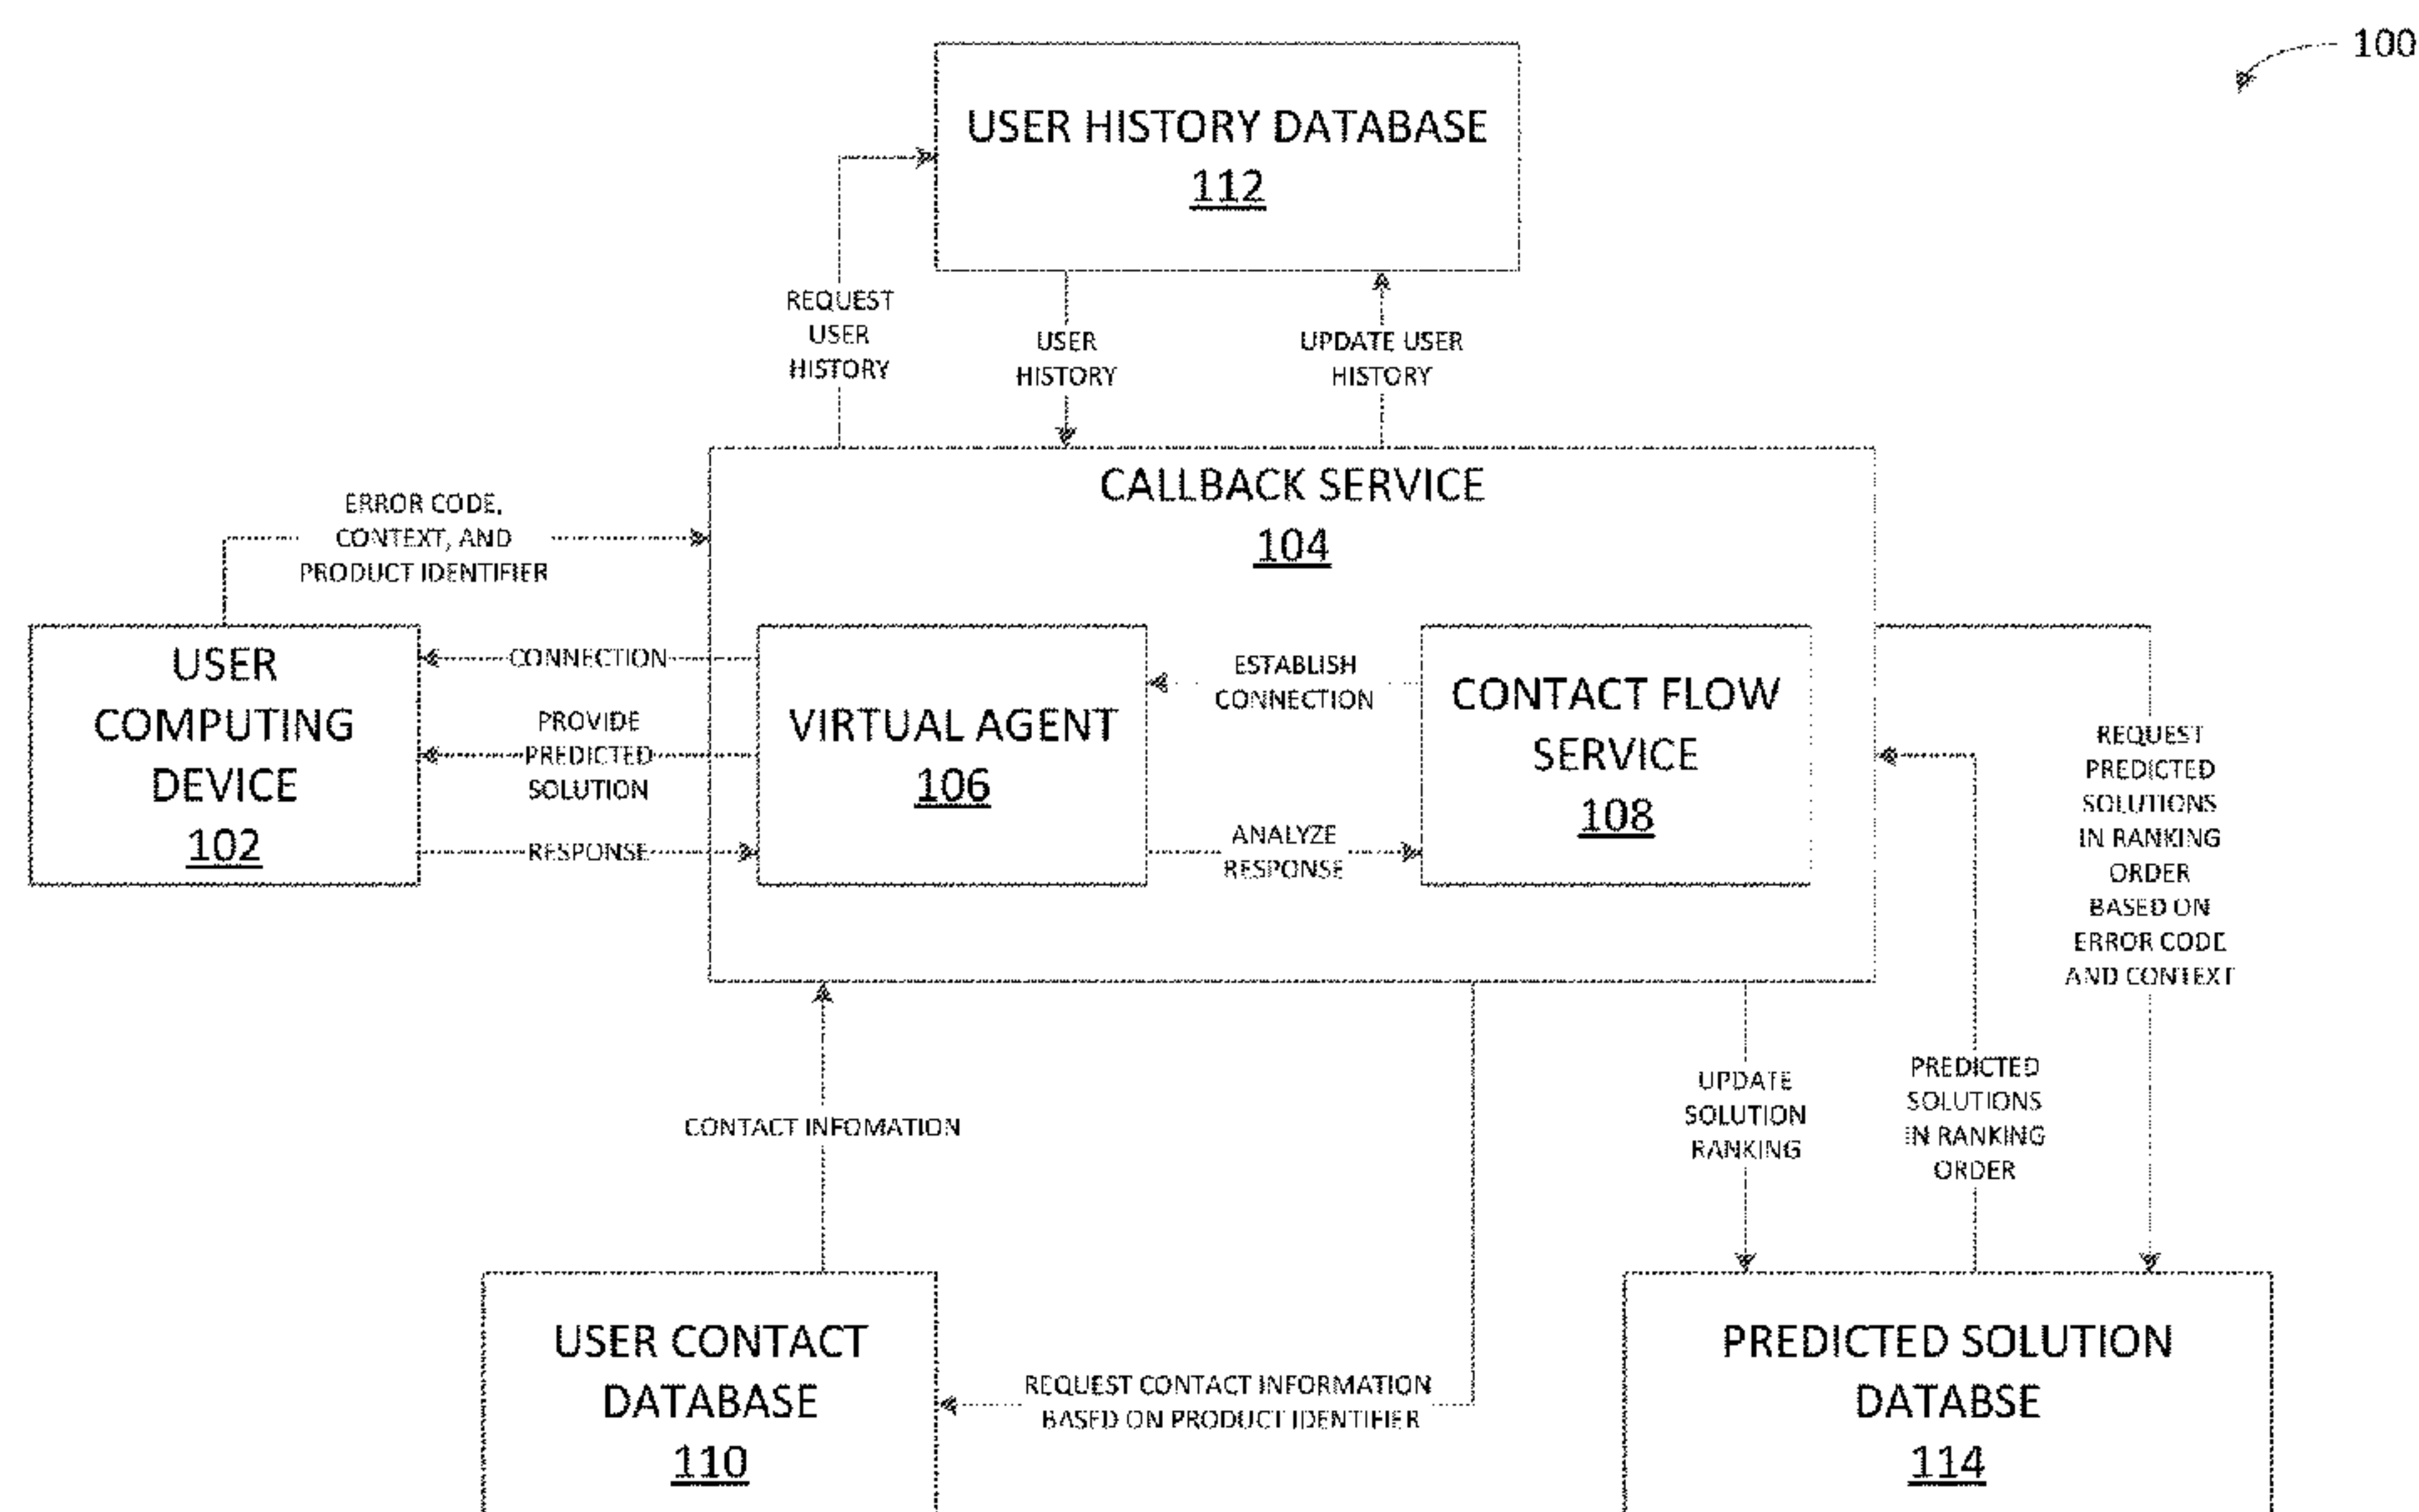 100
USER HISTORY DATABASE
112
REQUEST
USER
HISTORY
USER
HISTORY
UPDATE USER
HISTORY
CALLBACK SERVICE
104
ERROR CODE,
CONTEXT, AND
PRODUCT IDENTIFIER
USER
COMPUTING
DEVICE
102
CONNECTION
PROVIDE
PREDICTED
SOLUTION
RESPONSE
VIRTUAL AGENT
106
ESTABLISH
CONNECTION
ANALYZE
RESPONSE
CONTACT FLOW
SERVICE
108
REQUEST
PREDICTED
SOLUTIONS
IN RANKING
ORDER
BASED ON
ERROR CODE
AND CONTEXT
CONTACT INFOMATION
UPDATE
SOLUTION
RANKING
PREDICTED
SOLUTIONS
IN RANKING
ORDER
USER CONTACT
DATABASE
110
REQUEST CONTACT INFORMATION
BASED ON PRODUCT IDENTIFIER
PREDICTED SOLUTION
DATABSE
114